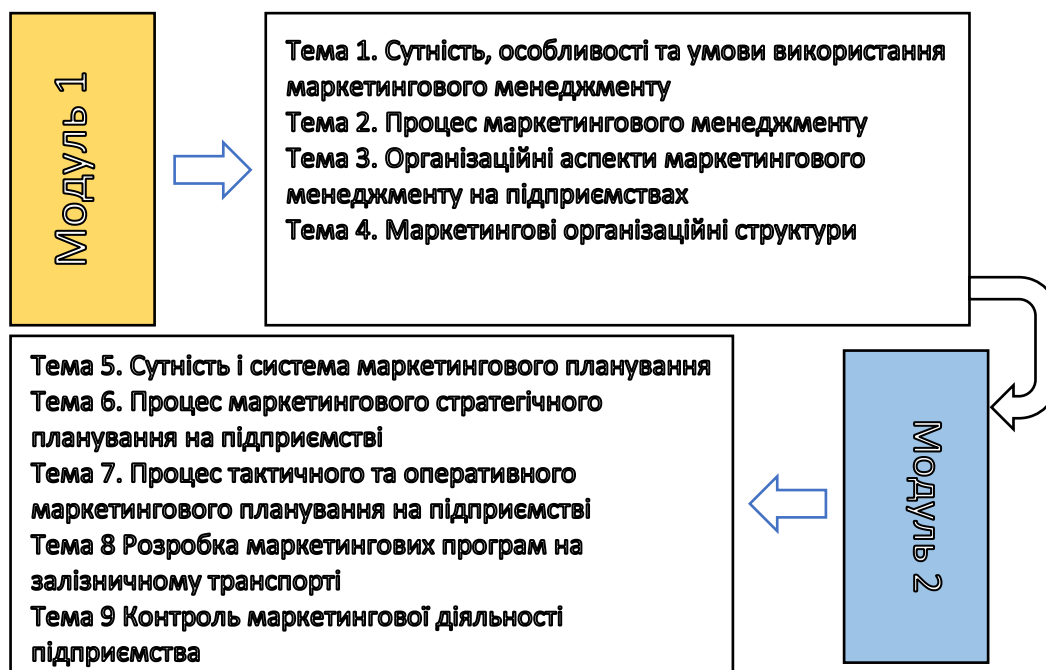 Модуль 1
Тема 1. Сутність, особливості та умови використання
маркетингового менеджменту
Тема 2. Процес маркетингового менеджменту
Тема 3. Організаційні аспекти маркетингового
менеджменту на підприємствах
Тема 4. Маркетингові організаційні структури
Модуль 2
Тема 5. Сутність і система маркетингового планування
Тема 6. Процес маркетингового стратегічного
планування на підприємстві
Тема 7. Процес тактичного та оперативного
маркетингового планування на підприємстві
Тема 8 Розробка маркетингових програм на
залізничному транспорті
Тема 9 Контроль маркетингової діяльності
підприємства